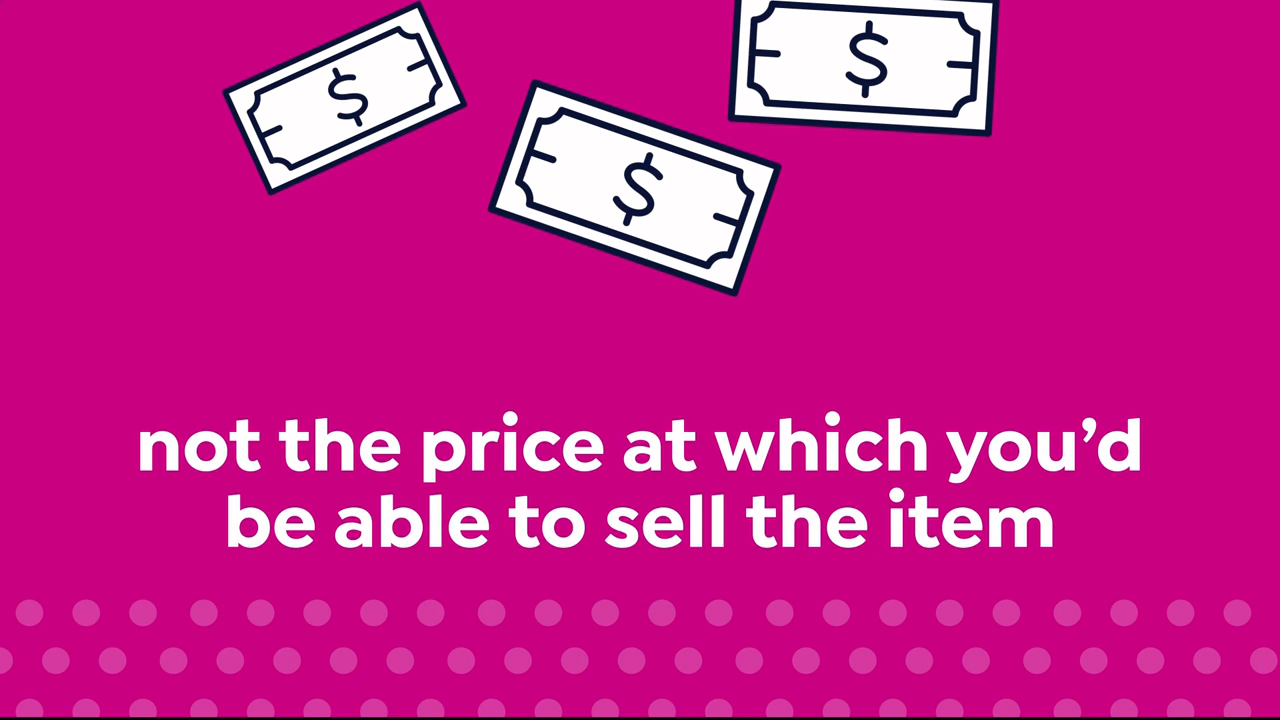 $
$
$
not the price at which you’d
be able to sell the item